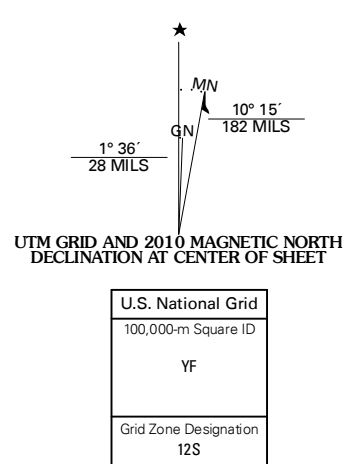 ★
MN
GN
10° 15´
182 MILS
1° 36´
28 MILS
UTM GRID AND 2010 MAGNETIC NORTH
DECLINATION AT CENTER OF SHEET
U.S. National Grid
100,000-m Square ID
YF
Grid Zone Designation
12S